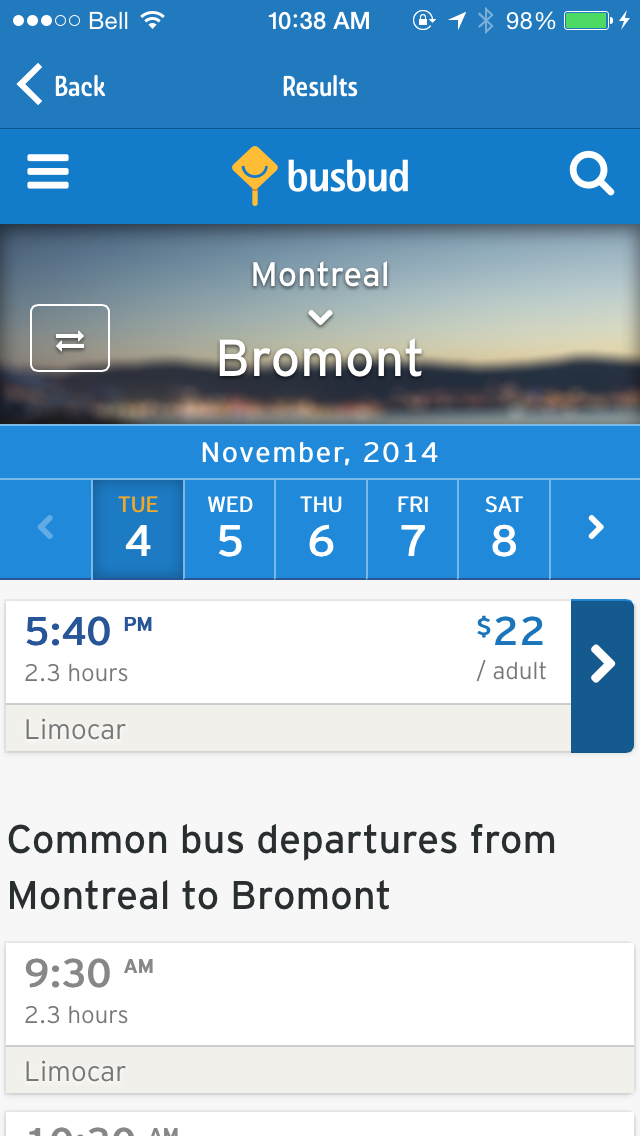 Bell 10:38 AM 98%
Back Results
busbud
Montreal
Bromont
November, 2014
TUE WED THU FRI SAT
4 5 6 7 8
5:40 PM $22
2.3 hours / adult
Limocar
Common bus departures from
Montreal to Bromont
9:30 AM
2.3 hours
Limocar
10:30 AM